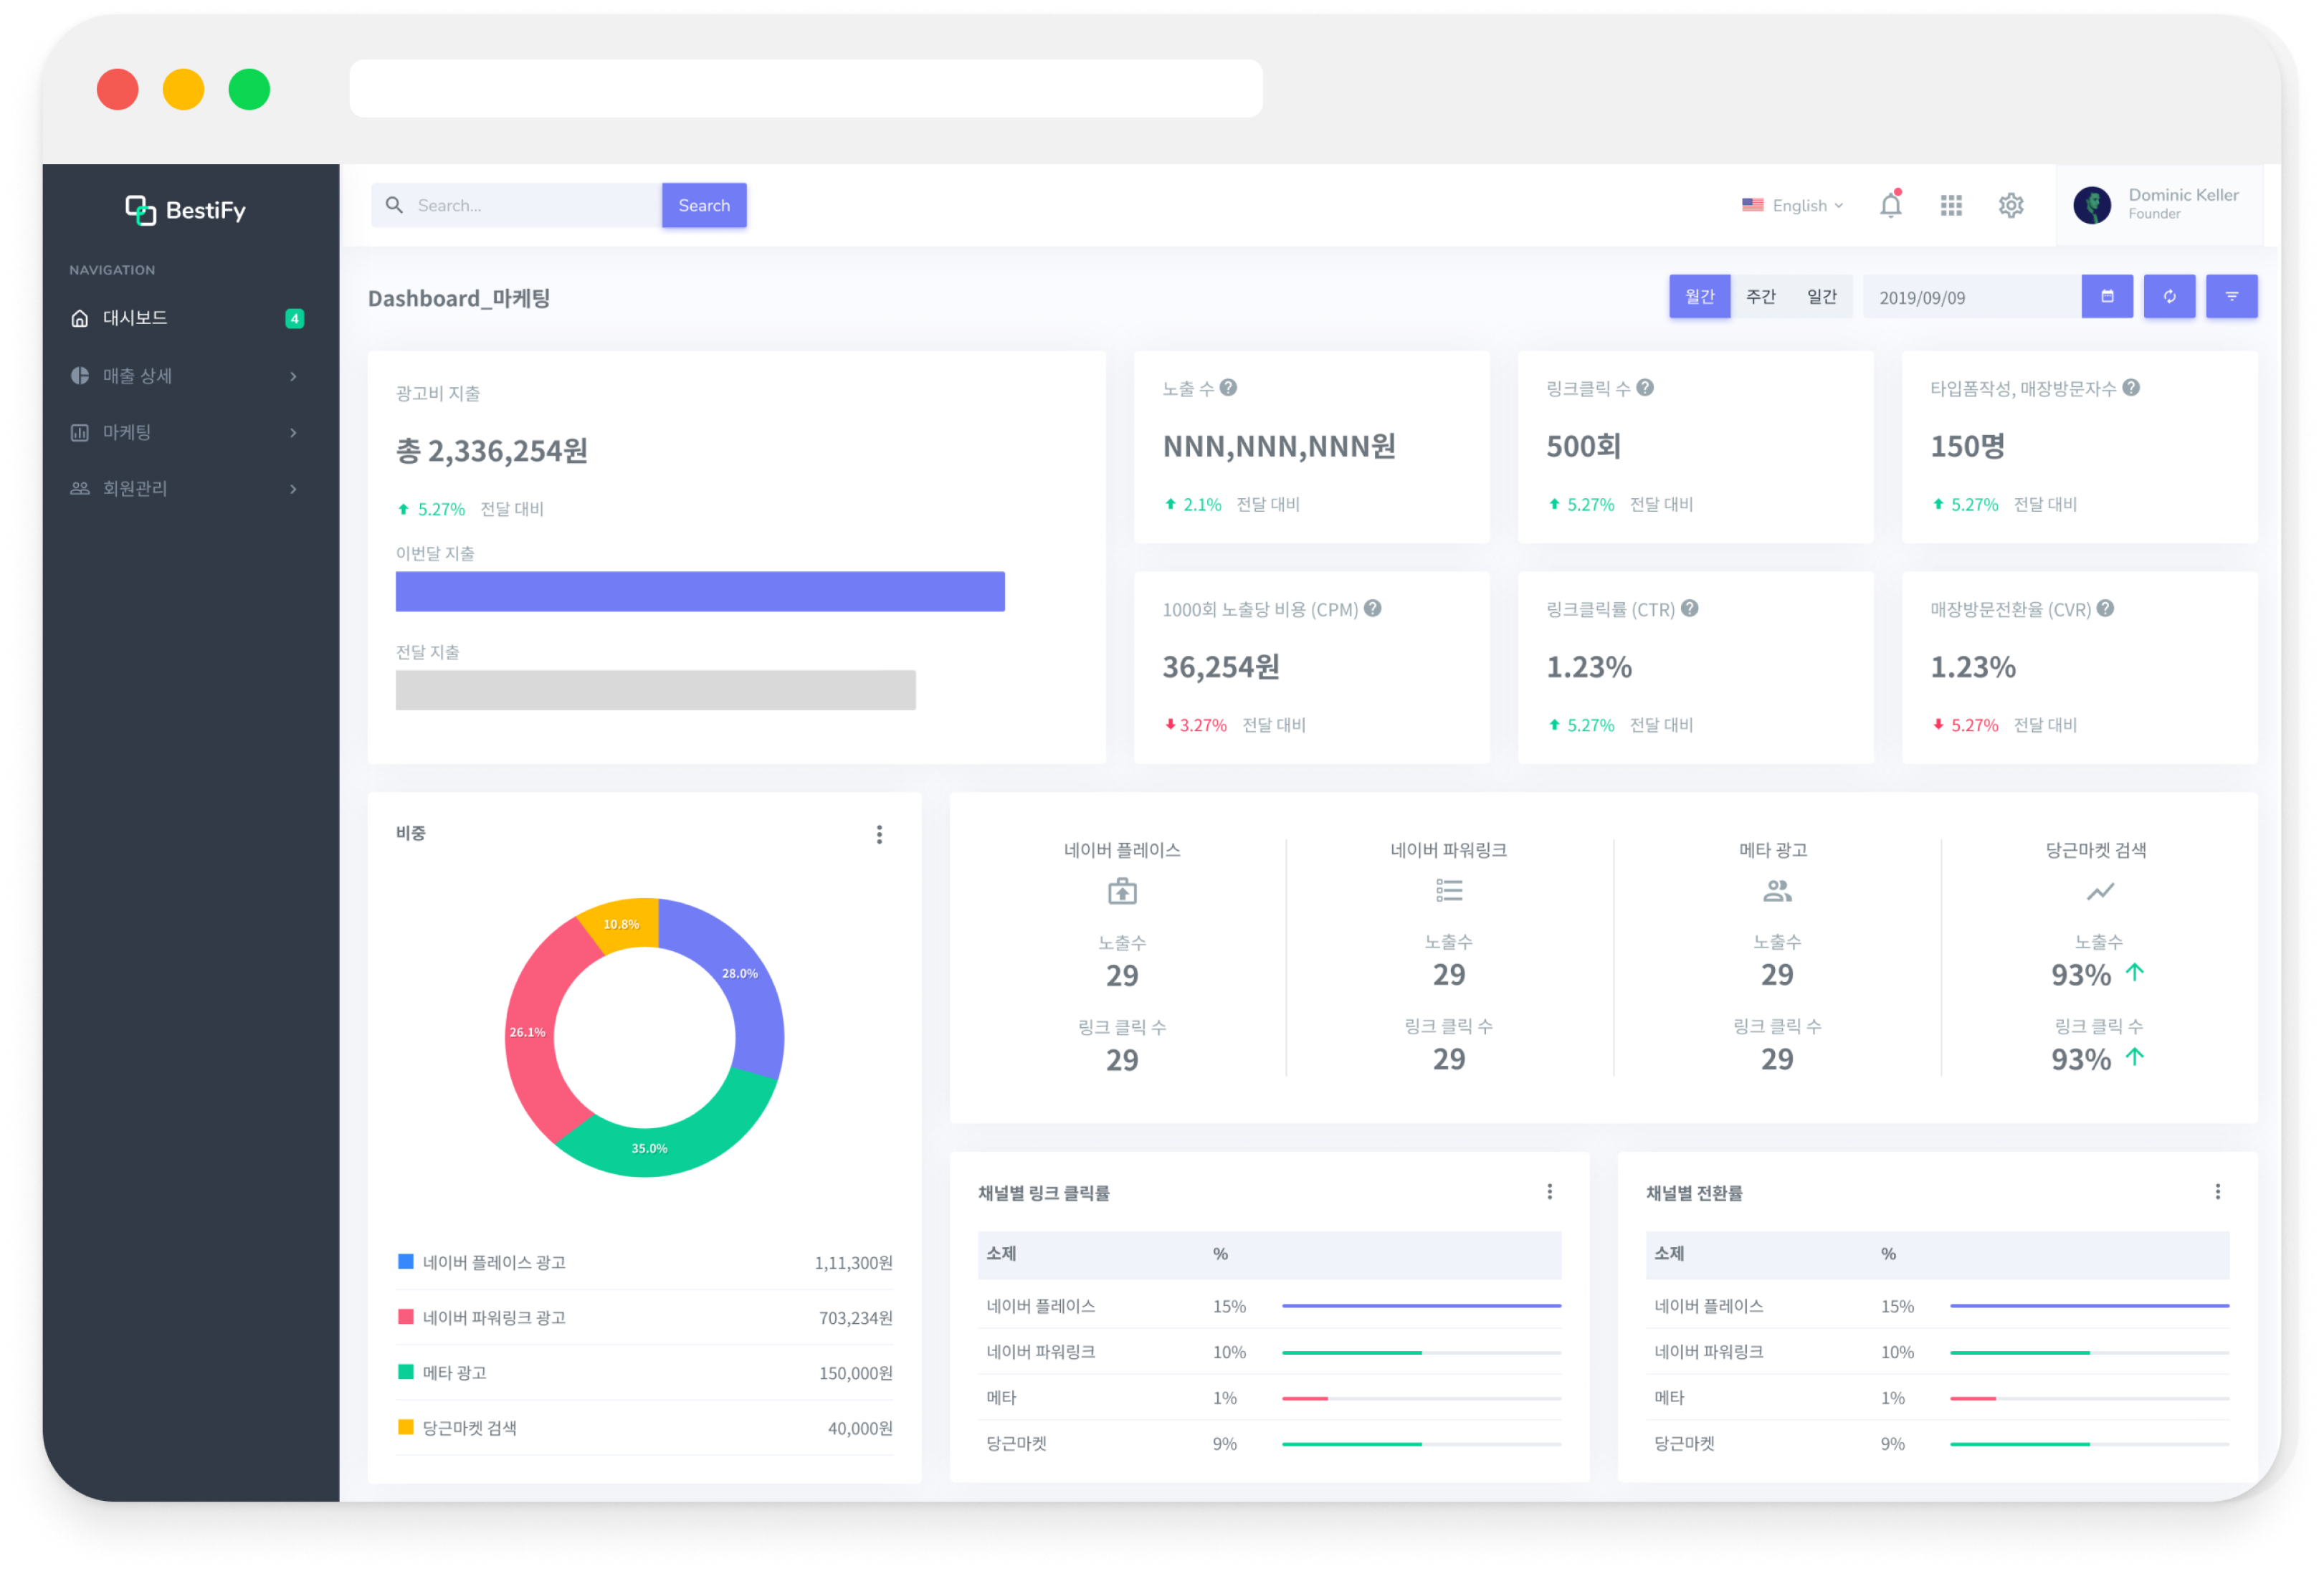 BestiFy
NAVIGATION
대시보드 4
매출 상세
마케팅
회원관리
Search... Search
English
Dominic Keller
Founder
Dashboard_마케팅
월간 주간 일간 2019/09/09
광고비 지출
총 2,336,254원
5.27% 전달 대비
이번달 지출
전달 지출
노출 수
NNN,NNN,NNN원
2.1% 전달 대비
링크클릭 수
500회
5.27% 전달 대비
타입폼작성, 매장방문자수
150명
5.27% 전달 대비
1000회 노출당 비용 (CPM)
36,254원
3.27% 전달 대비
링크클릭률 (CTR)
1.23%
5.27% 전달 대비
매장방문전환율 (CVR)
1.23%
5.27% 전달 대비
비중
10.8%
28.0%
26.1%
35.0%
네이버 플레이스 광고 1,11,300원
네이버 파워링크 광고 703,234원
메타 광고 150,000원
당근마켓 검색 40,000원
네이버 플레이스
노출수
29
링크 클릭 수
29
네이버 파워링크
노출수
29
링크 클릭 수
29
메타 광고
노출수
29
링크 클릭 수
29
당근마켓 검색
노출수
93%
링크 클릭 수
93%
채널별 링크 클릭률
소제 %
네이버 플레이스 15%
네이버 파워링크 10%
메타 1%
당근마켓 9%
채널별 전환률
소제 %
네이버 플레이스 15%
네이버 파워링크 10%
메타 1%
당근마켓 9%